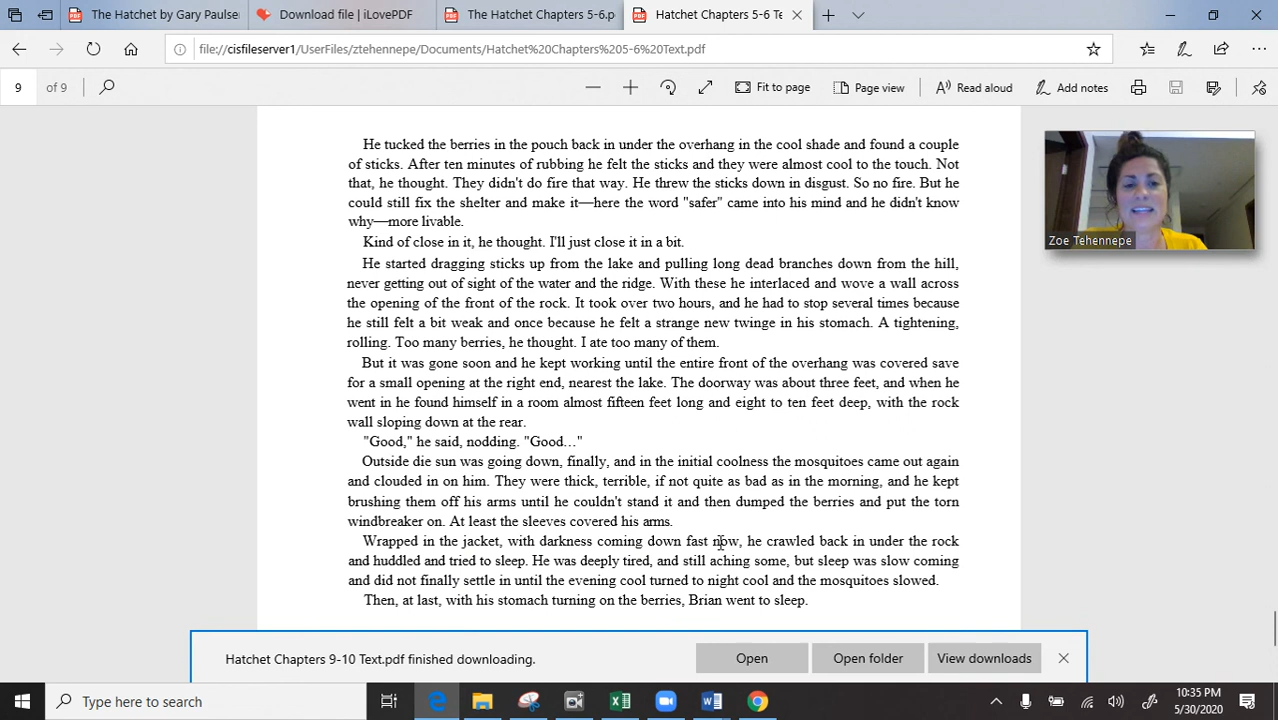 The Hatchet by Gary Paulsen
Download file | iLovePDF
The Hatchet Chapters 5-6.p
Hatchet Chapters 5-6 Te
file://cisfileserver1/UserFiles/ztehennepe/Documents/Hatchet%20Chapters%205-6%20Text.pdf
9 of 9
Fit to page
Page view
Read aloud
Add notes
He tucked the berries in the pouch back in under the overhang in the cool shade and found a couple
of sticks. After ten minutes of rubbing he felt the sticks and they were almost cool to the touch. Not
that, he thought. They didn't do fire that way. He threw the sticks down in disgust. So no fire. But he
could still fix the shelter and make it—here the word "safer" came into his mind and he didn't know
why—more livable.
Kind of close in it, he thought. I'll just close it in a bit.
He started dragging sticks up from the lake and pulling long dead branches down from the hill,
never getting out of sight of the water and the ridge. With these he interlaced and wove a wall across
the opening of the front of the rock. It took over two hours, and he had to stop several times because
he still felt a bit weak and once because he felt a strange new twinge in his stomach. A tightening,
rolling. Too many berries, he thought. I ate too many of them.
But it was gone soon and he kept working until the entire front of the overhang was covered save
for a small opening at the right end, nearest the lake. The doorway was about three feet, and when he
went in he found himself in a room almost fifteen feet long and eight to ten feet deep, with the rock
wall sloping down at the rear.
"Good," he said, nodding. "Good..."
Outside die sun was going down, finally, and in the initial coolness the mosquitoes came out again
and clouded in on him. They were thick, terrible, if not quite as bad as in the morning, and he kept
brushing them off his arms until he couldn't stand it and then dumped the berries and put the torn
windbreaker on. At least the sleeves covered his arms.
Wrapped in the jacket, with darkness coming down fast now, he crawled back in under the rock
and huddled and tried to sleep. He was deeply tired, and still aching some, but sleep was slow coming
and did not finally settle in until the evening cool turned to night cool and the mosquitoes slowed.
Then, at last, with his stomach turning on the berries, Brian went to sleep.
Zoe Tehennepe
Hatchet Chapters 9-10 Text.pdf finished downloading.
Open
Open folder
View downloads
Type here to search
10:35 PM
5/30/2020